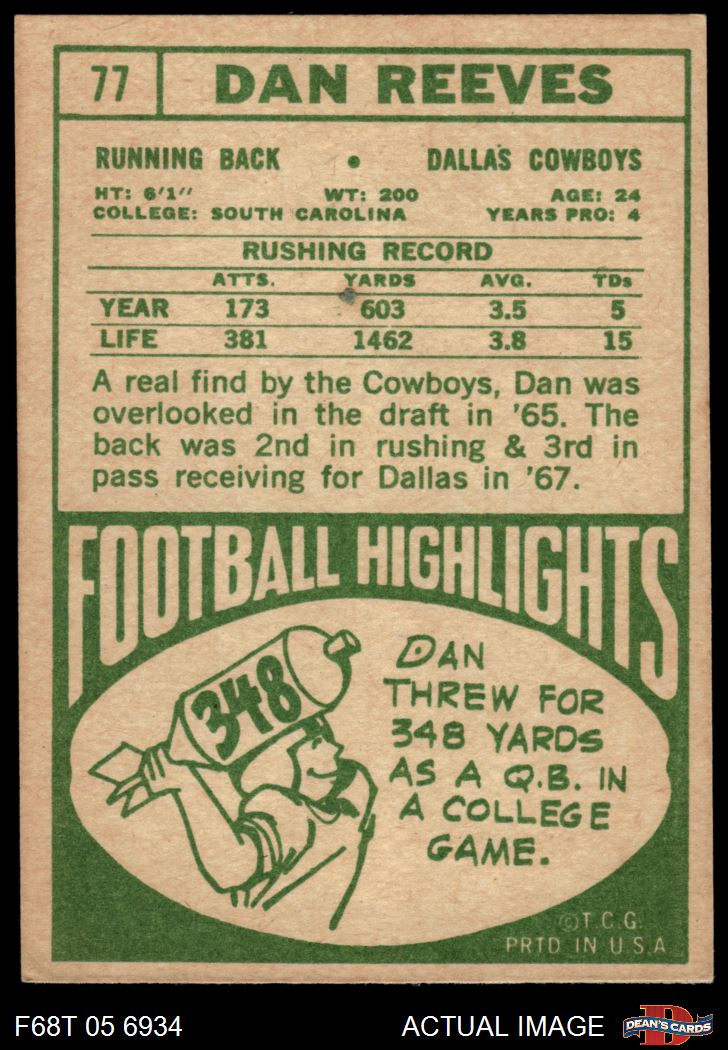 77 DAN REEVES
RUNNING BACK • DALLAS COWBOYS
HT: 6'1" WT: 200 AGE: 24
COLLEGE: SOUTH CAROLINA YEARS PRO: 4
RUSHING RECORD
ATTS. YARDS AVG. TDs
YEAR 173 603 3.5 5
LIFE 381 1462 3.8 15
A real find by the Cowboys, Dan was
overlooked in the draft in '65. The
back was 2nd in rushing & 3rd in
pass receiving for Dallas in '67.
FOOTBALL HIGHLIGHTS
348
DAN
THREW FOR
348 YARDS
AS A Q.B. IN
A COLLEGE
GAME.
©T.C.G.
PRTD IN U.S.A
F68T 05 6934 ACTUAL IMAGE
D
DEAN'S CARDS